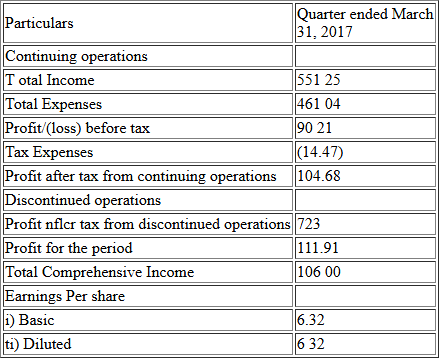 Particulars Quarter ended March
31, 2017
Continuing operations
T otal Income 551 25
Total Expenses 461 04
Profit/(loss) before tax 90 21
Tax Expenses (14.47)
Profit after tax from continuing operations 104.68
Discontinued operations
Profit nflcr tax from discontinued operations 723
Profit for the period 111.91
Total Comprehensive Income 106 00
Earnings Per share
i) Basic 6.32
ti) Diluted 6 32